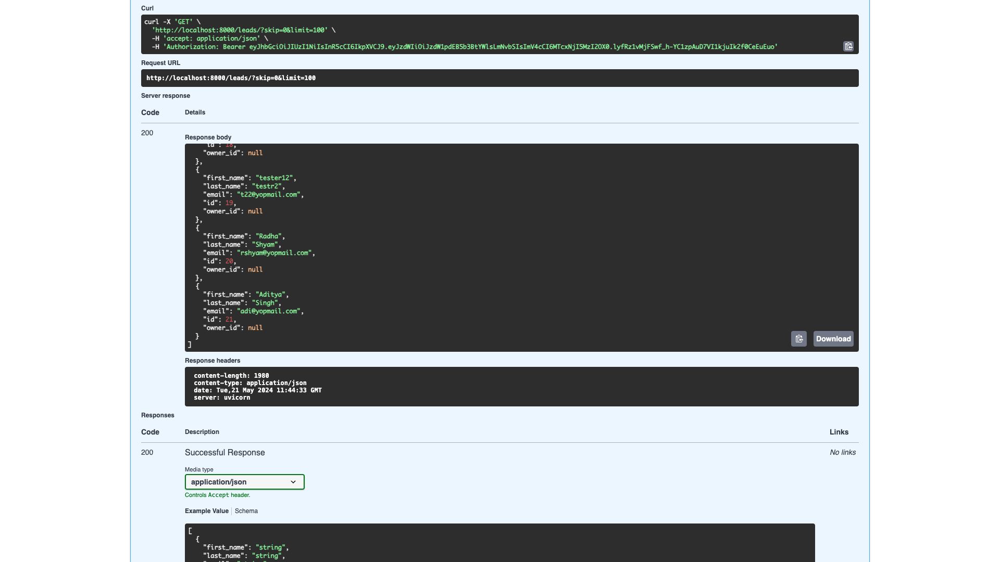 Curl
curl -X 'GET' \
'http://localhost:8000/leads/?skip=0&limit=100' \
-H 'accept: application/json' \
-H 'Authorization: Bearer eyJhbGciOiJIUzI1NiIsInR5cCI6IkpXVCJ9.eyJzdWIiOiJzdW1pdEB5b3BtYWlsLmNvbSIsImV4cCI6MTcxNjI5MzI2OX0.lyfRz1vMjFSwf_h-YC1zpAuD7VI1kjuIk2f0CeEuEuo'
Request URL
http://localhost:8000/leads/?skip=0&limit=100
Server response
Code Details
200
Response body
"id": 18,
"owner_id": null
},
{
"first_name": "tester12",
"last_name": "testr2",
"email": "t22@yopmail.com",
"id": 19,
"owner_id": null
},
{
"first_name": "Radha",
"last_name": "Shyam",
"email": "rshyam@yopmail.com",
"id": 20,
"owner_id": null
},
{
"first_name": "Aditya",
"last_name": "Singh",
"email": "adi@yopmail.com",
"id": 21,
"owner_id": null
}
]
Download
Response headers
content-length: 1980
content-type: application/json
date: Tue,21 May 2024 11:44:33 GMT
server: uvicorn
Responses
Code Description Links
200 Successful Response No links
Media type
application/json
Controls Accept header.
Example Value Schema
[
{
"first_name": "string",
"last_name": "string",